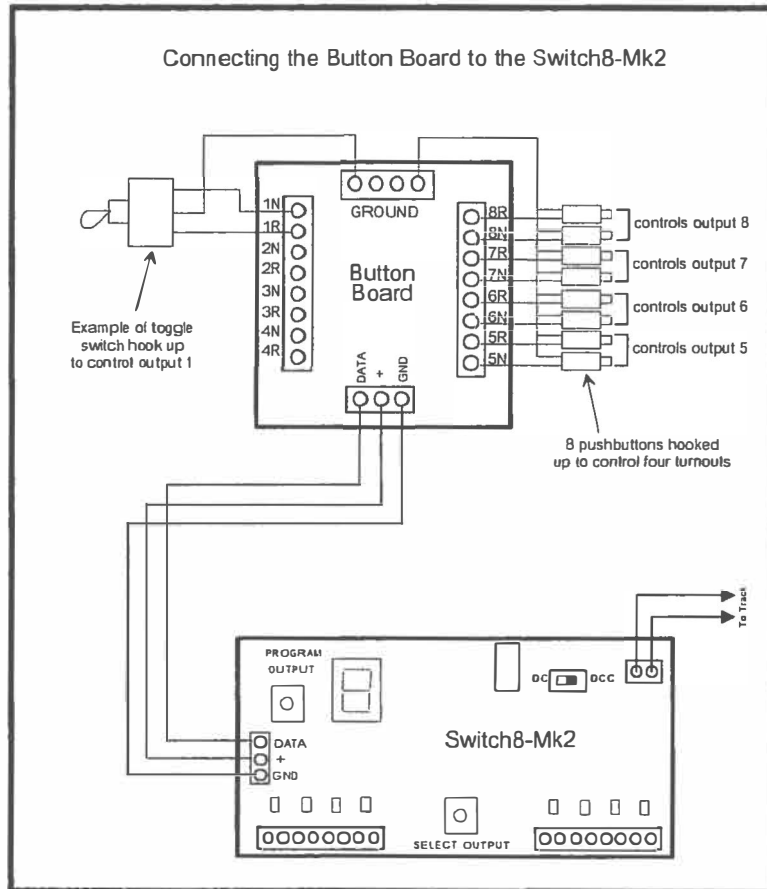 Connecting the Button Board to the Switch8-Mk2
GROUND
1N
1R
2N
2R
3N
3R
4N
4R
8R
8N
7R
7N
6R
6N
5R
5N
Button
Board
DATA
+
GND
controls output 8
controls output 7
controls output 6
controls output 5
Example of toggle
switch hook up
to control output 1
8 pushbuttons hooked
up to control four turnouts
To Track
PROGRAM
OUTPUT
8
DC
DCC
Switch8-Mk2
DATA
+
GND
SELECT OUTPUT